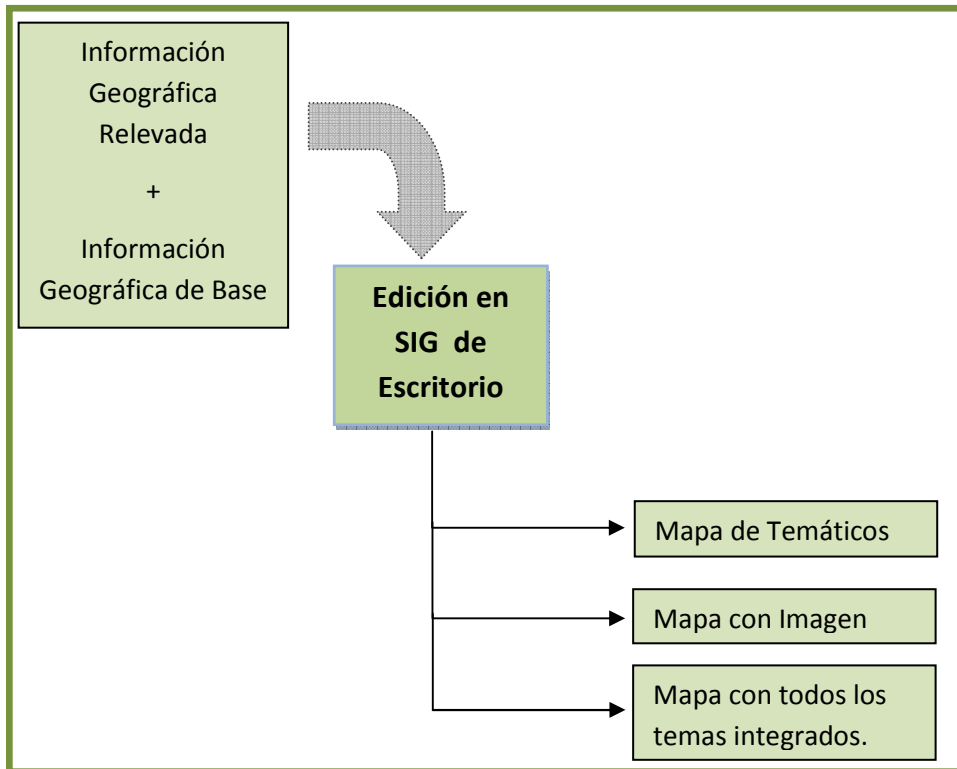 Información
Geográfica
Relevada
+
Información
Geográfica de Base
Edición en
SIG de
Escritorio
Mapa de Temáticos
Mapa con Imagen
Mapa con todos los
temas integrados.